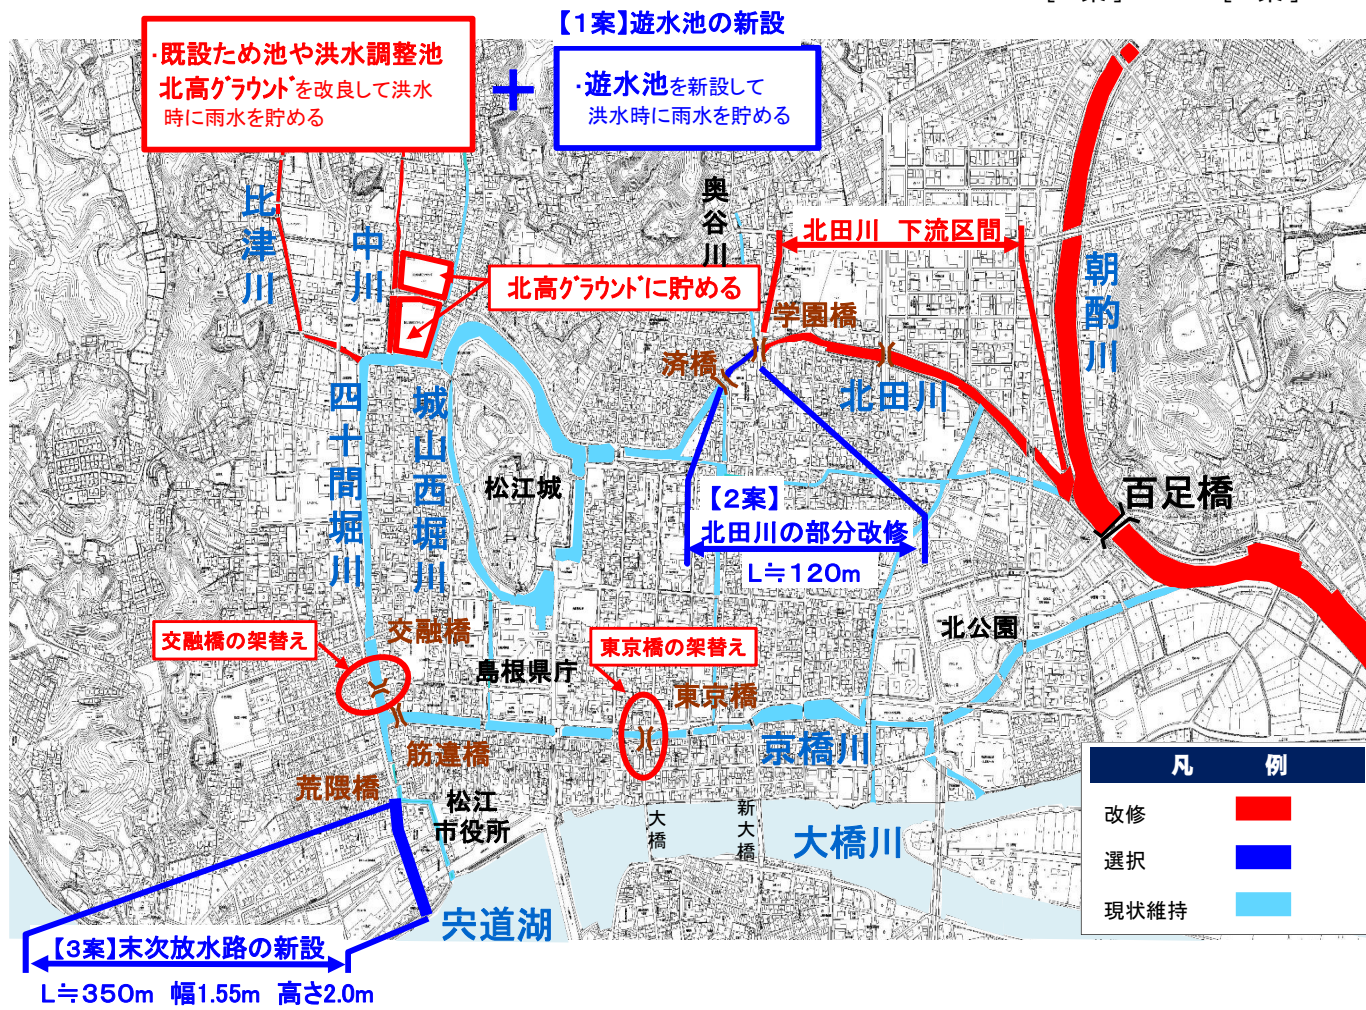 【1案】遊水池の新設
・既設ため池や洪水調整池
北高グラウンドを改良して洪水
時に雨水を貯める
+
・遊水池を新設して
洪水時に雨水を貯める
比津川
中川
奥谷川
北田川 下流区間
朝酌川
北高グラウンドに貯める
学園橋
済橋
北田川
四十間堀川
城山西堀川
松江城
百足橋
【2案】
北田川の部分改修
L≒120m
北公園
交融橋の架替え
交融橋
島根県庁
東京橋の架替え
東京橋
筋違橋
京橋川
荒隈橋
松江
市役所
大橋
新大橋
大橋川
宍道湖
凡 例
改修
選択
現状維持
【3案】末次放水路の新設
L≒350m 幅1.55m 高さ2.0m